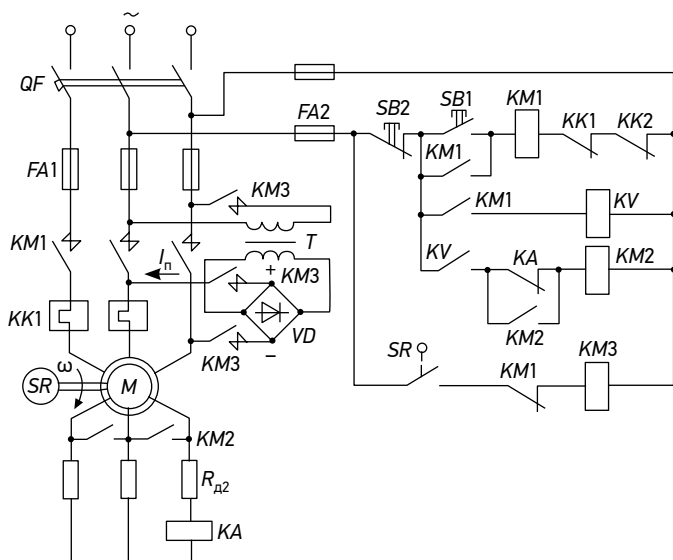 ~
QF
SB2 SB1 KM1 KK1 KK2
FA2
FA1
KM3
KM1
KM1 KV
KM1
Iп
T
+
KM3
KV KA KM2
KK1
VD
KM2
−
KM3
SR
KM1
KM3
ω
SR
M
KM2
Rд2
KA